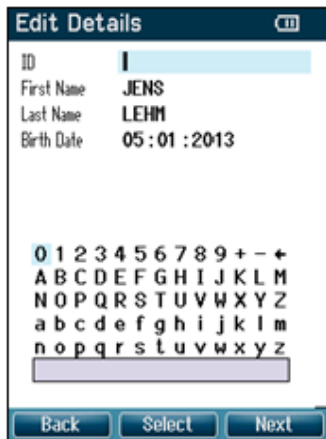 Edit Details
ID
First Name JENS
Last Name LEHM
Birth Date 05:01:2013
0 1 2 3 4 5 6 7 8 9 + - ←
A B C D E F G H I J K L M
N O P Q R S T U V W X Y Z
a b c d e f g h i j k l m
n o p q r s t u v w x y z
Back Select Next